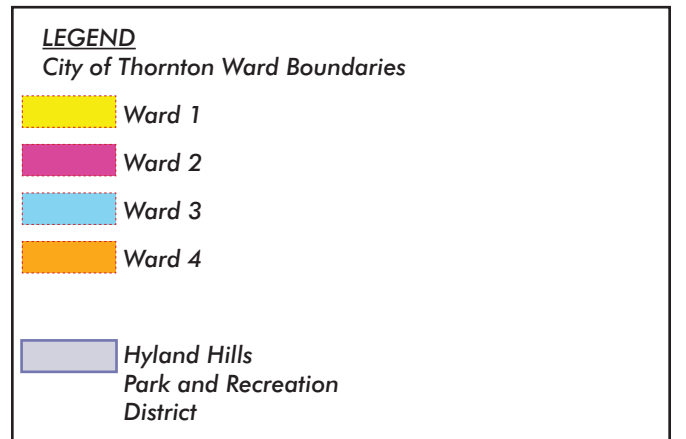 LEGEND
City of Thornton Ward Boundaries
Ward 1
Ward 2
Ward 3
Ward 4
Hyland Hills
Park and Recreation
District